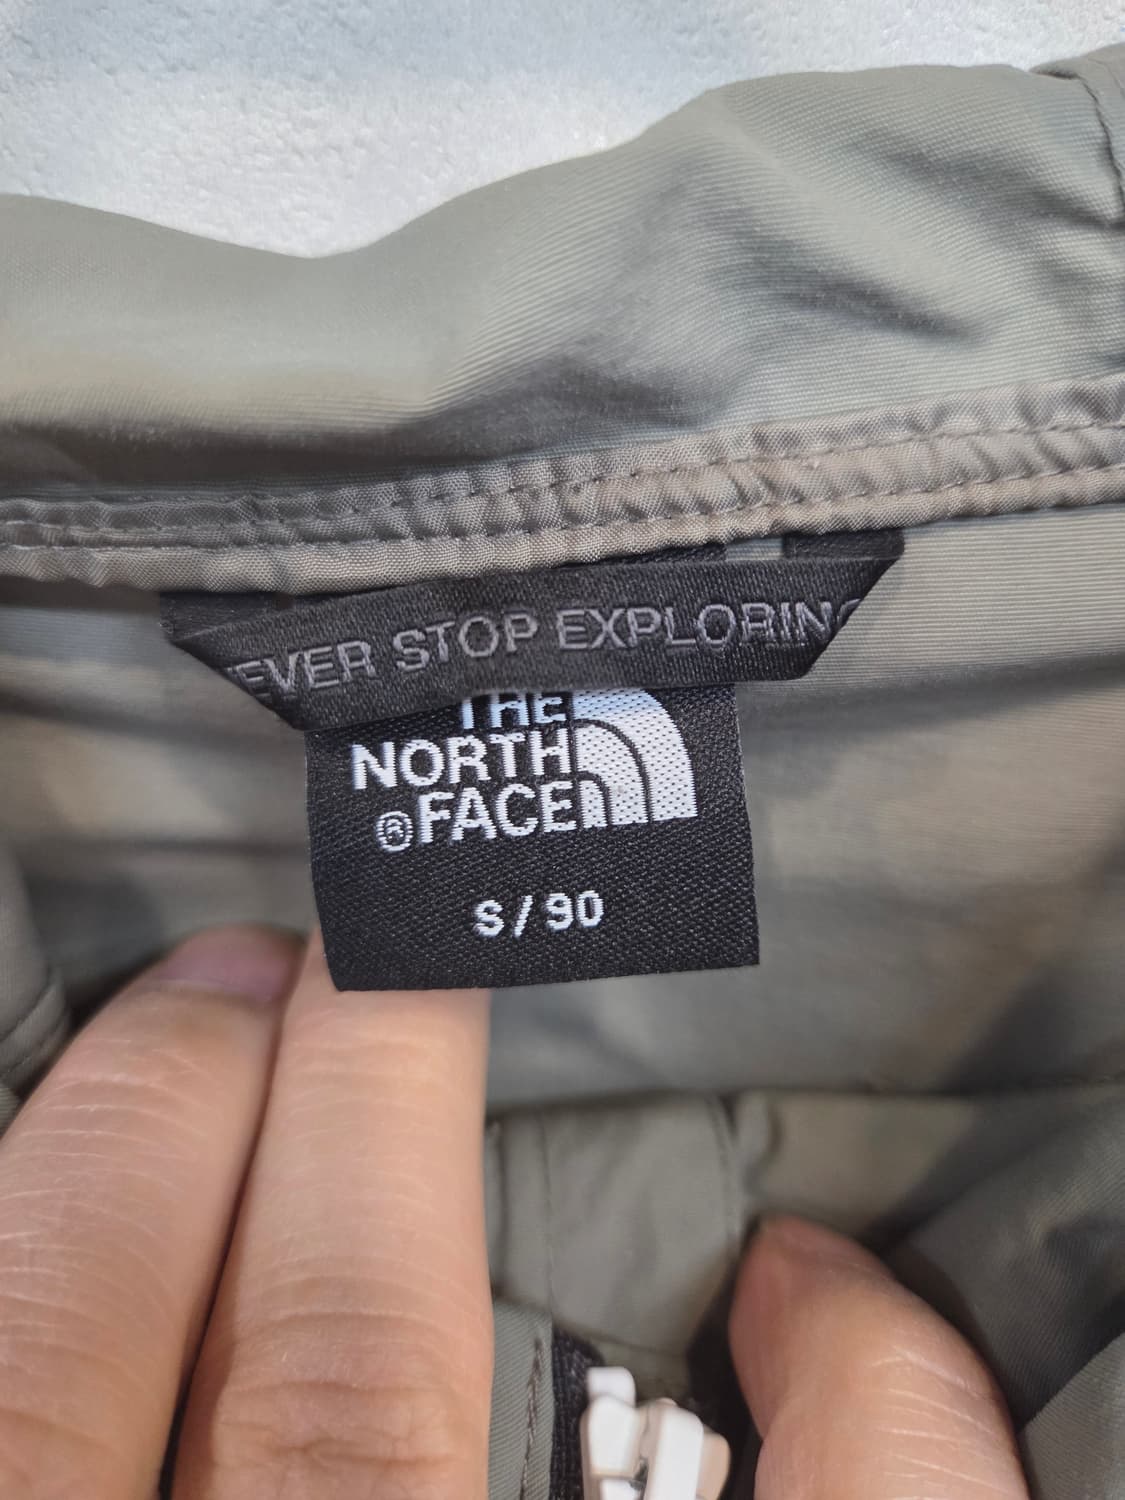 EVER STOP EXPLORING
THE
NORTH
®FACE
S/90